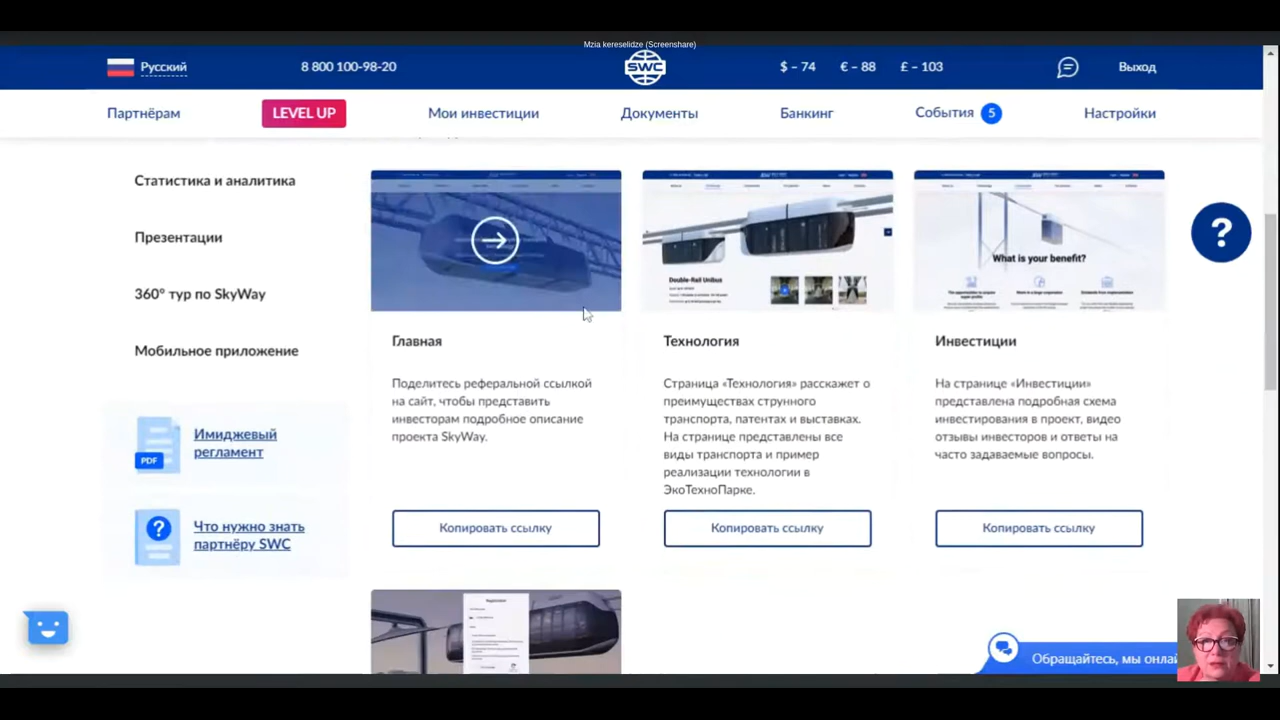 Mzia kereselidze (Screenshare)
Русский
8 800 100-98-20
SWC
$ – 74
€ – 88
£ – 103
Выход
Партнёрам
LEVEL UP
Мои инвестиции
Документы
Банкинг
События 5
Настройки
Статистика и аналитика
Презентации
360° тур по SkyWay
Мобильное приложение
PDF
Имиджевый
регламент
Что нужно знать
партнёру SWC
Double-Rail Unibus
What is your benefit?
?
Главная
Поделитесь реферальной ссылкой
на сайт, чтобы представить
инвесторам подробное описание
проекта SkyWay.
Копировать ссылку
Технология
Страница «Технология» расскажет о
преимуществах струнного
транспорта, патентах и выставках.
На странице представлены все
виды транспорта и пример
реализации технологии в
ЭкоТехноПарке.
Копировать ссылку
Инвестиции
На странице «Инвестиции»
представлена подробная схема
инвестирования в проект, видео
отзывы инвесторов и ответы на
часто задаваемые вопросы.
Копировать ссылку
Registration
Обращайтесь, мы онлай